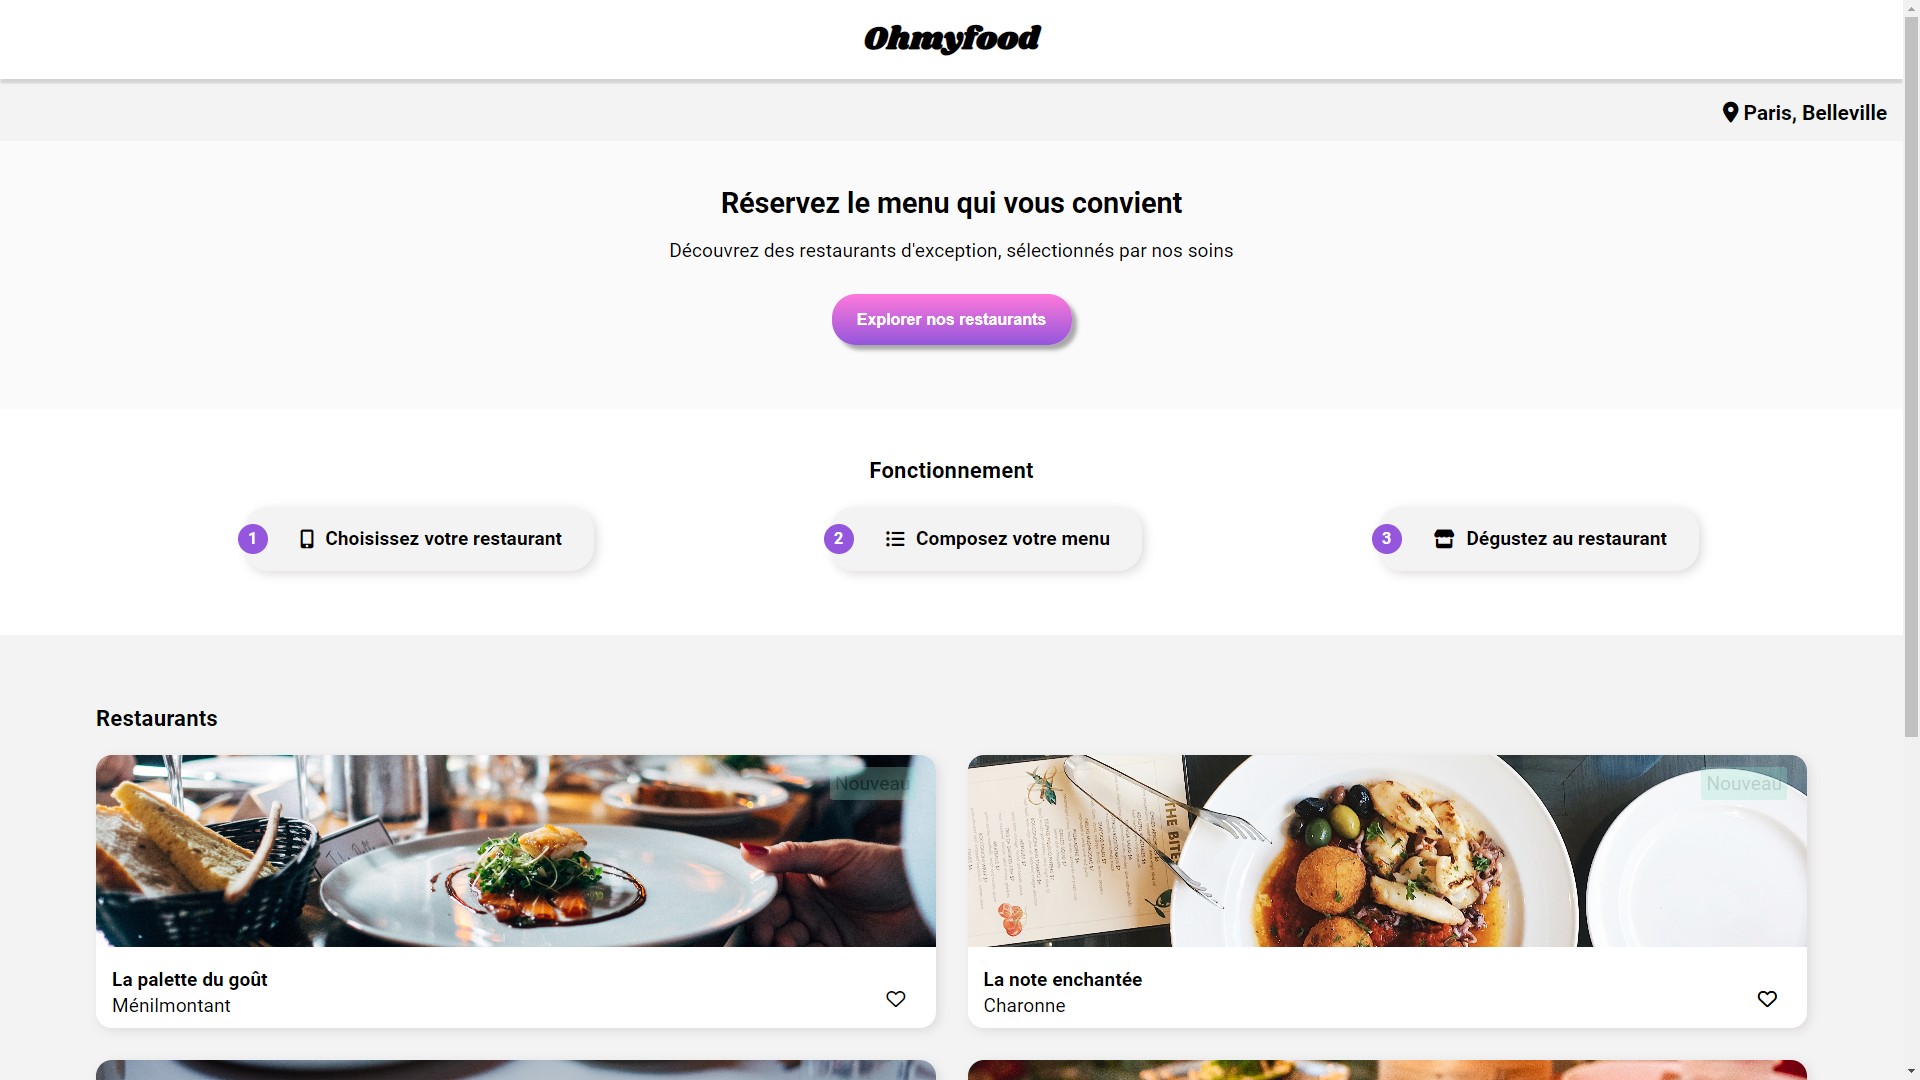 Ohmyfood
Paris, Belleville
Réservez le menu qui vous convient
Découvrez des restaurants d'exception, sélectionnés par nos soins
Explorer nos restaurants
Fonctionnement
1 Choisissez votre restaurant
2 Composez votre menu
3 Dégustez au restaurant
Restaurants
Nouveau
Nouveau
THE BITE
La palette du goût
Ménilmontant
La note enchantée
Charonne